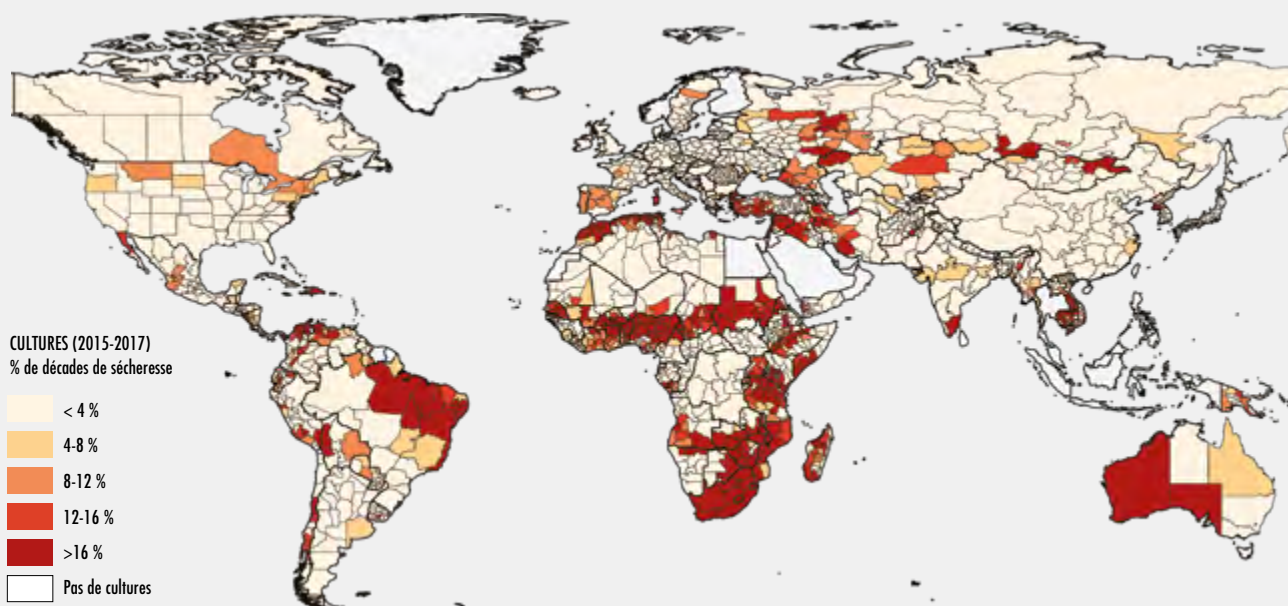 CULTURES (2015-2017)
% de décades de sécheresse
< 4 %
4-8 %
8-12 %
12-16 %
>16 %
Pas de cultures